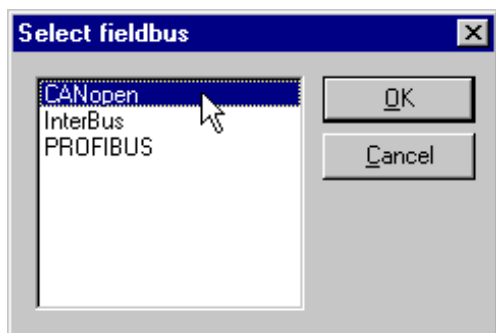 Select fieldbus
CANopen
InterBus
PROFIBUS
OK
Cancel